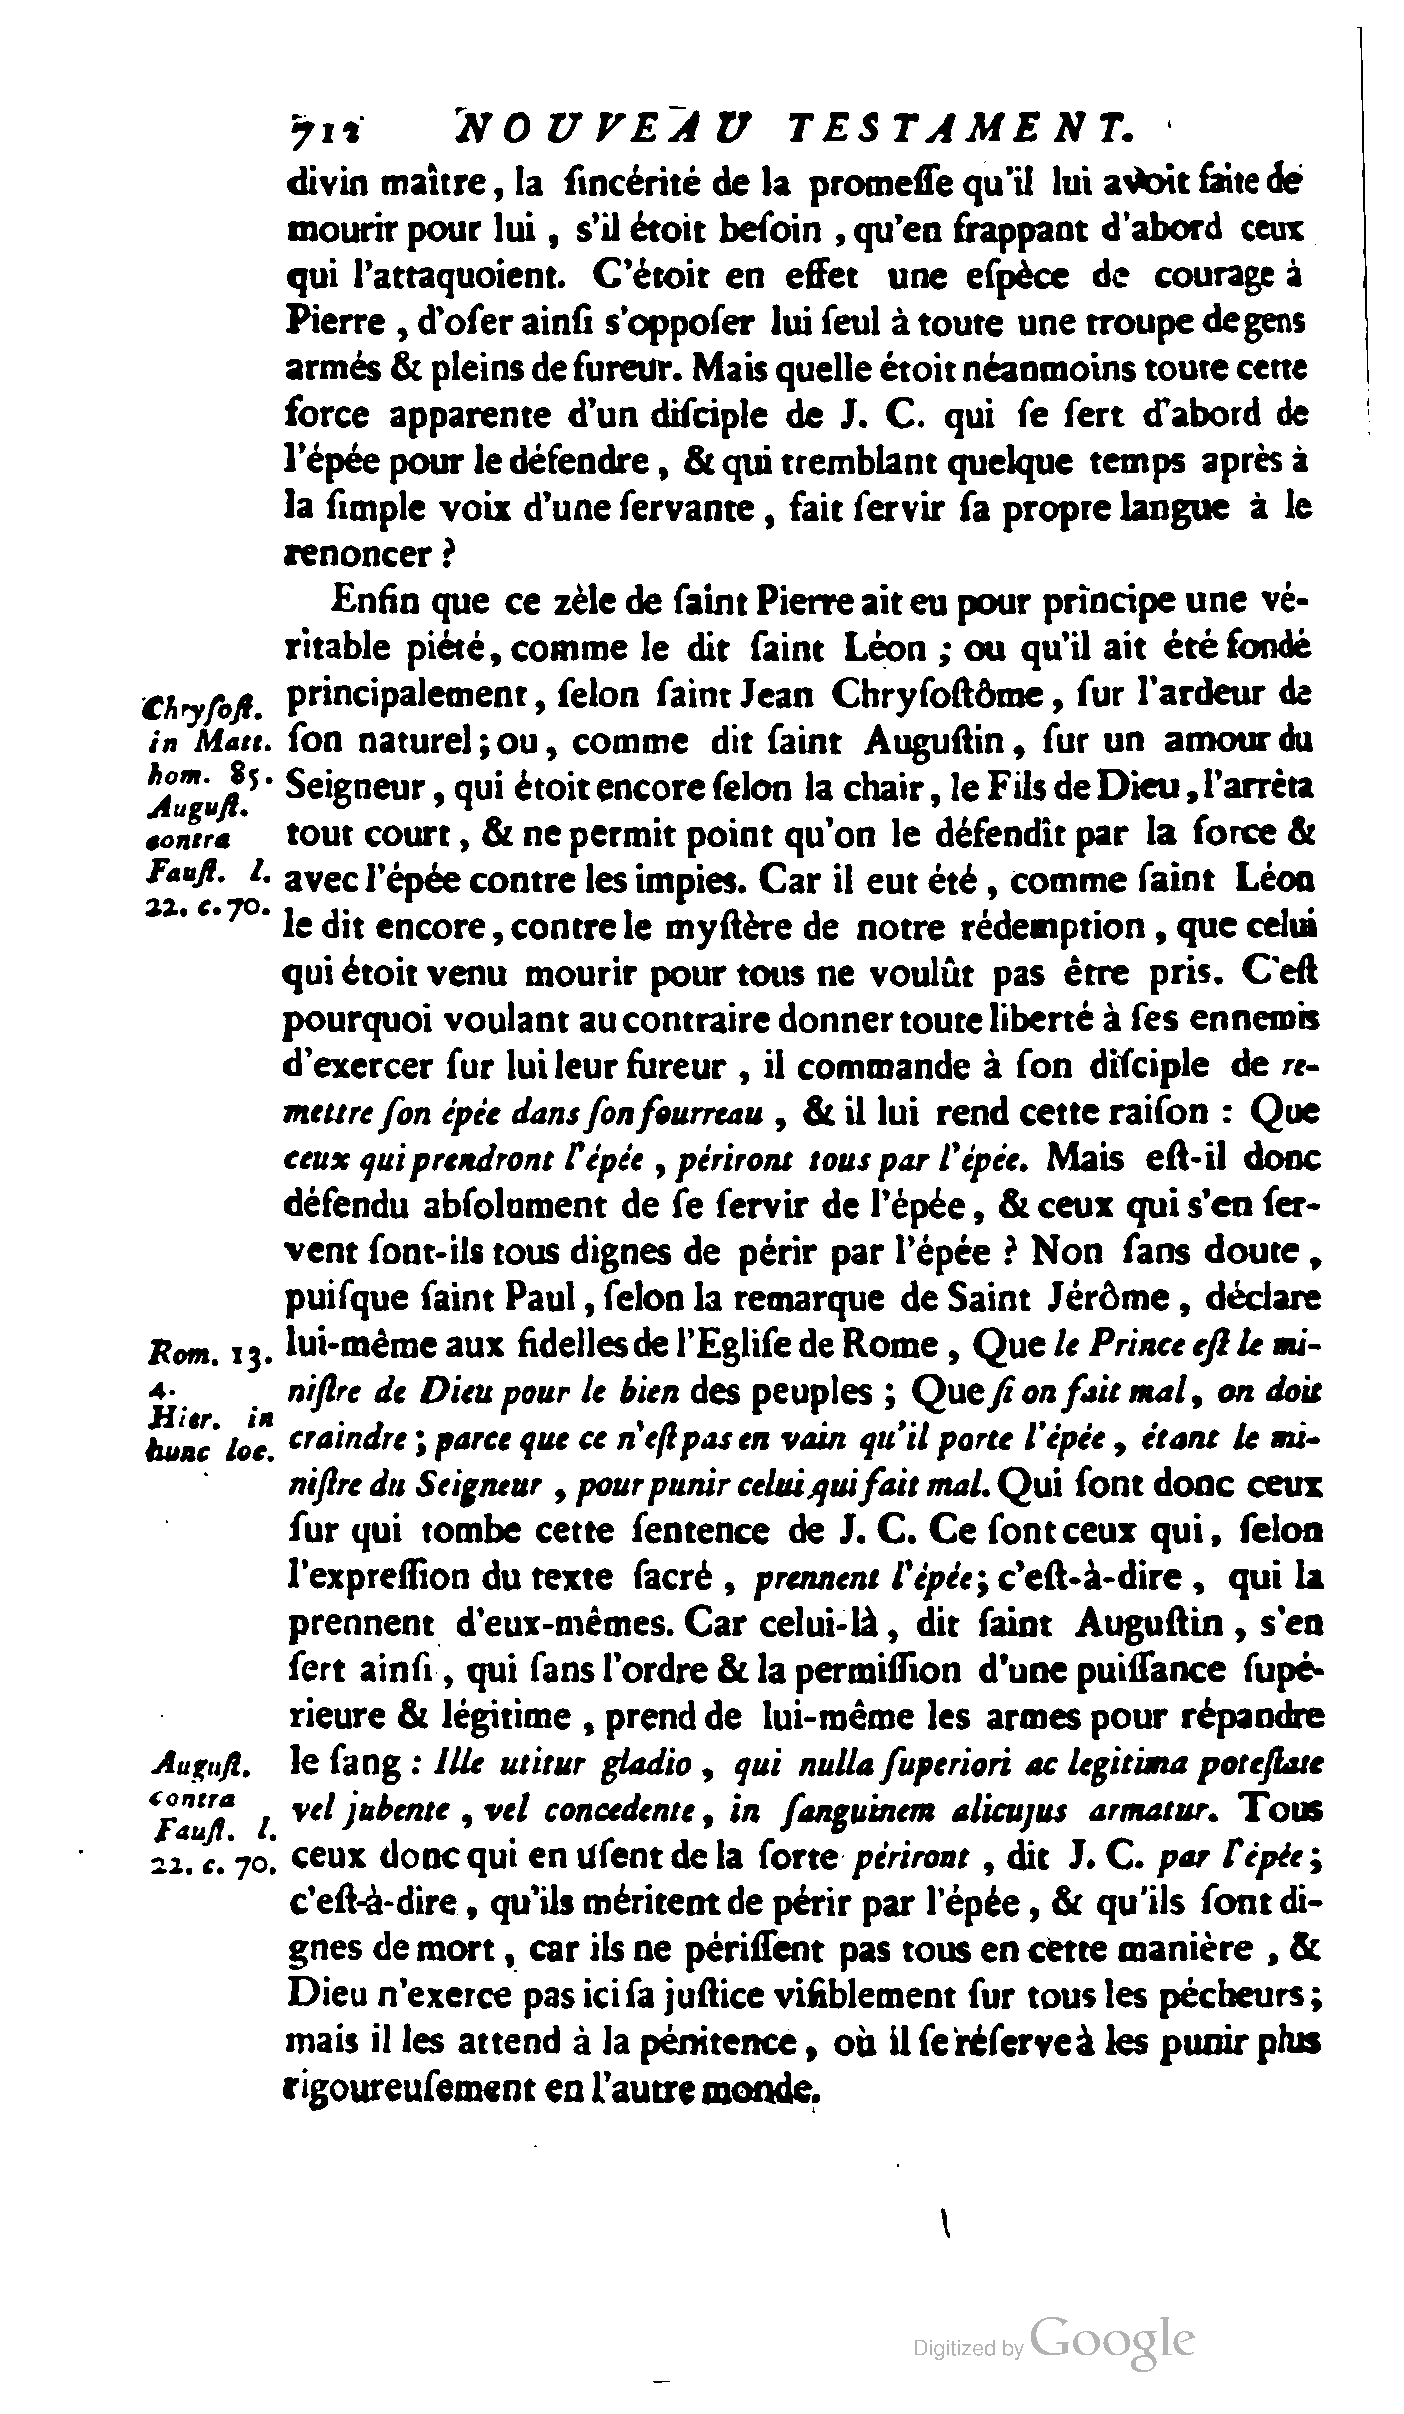 712 NOUVEAU TESTAMENT.
divin maître, la ſincérité de la promeſſe qu'il lui avoit faite de
mourir pour lui, s'il étoit beſoin, qu'en frappant d'abord ceux
qui l'attaquoient. C'étoit en effet une eſpèce de courage à
Pierre, d'oſer ainſi s'oppoſer lui ſeul à toute une troupe de gens
armés & pleins de fureur. Mais quelle étoit néanmoins toute cette
force apparente d'un diſciple de J. C. qui ſe ſert d'abord de
l'épée pour le défendre, & qui tremblant quelque temps après à
la ſimple voix d'une ſervante, fait ſervir ſa propre langue à le
renoncer ?
Enfin que ce zèle de ſaint Pierre ait eu pour principe une vé-
ritable piété, comme le dit ſaint Léon ; ou qu'il ait été fondé
principalement, ſelon ſaint Jean Chryſoſtôme, ſur l'ardeur de
ſon naturel ; ou, comme dit ſaint Auguſtin, ſur un amour du
Seigneur, qui étoit encore ſelon la chair, le Fils de Dieu, l'arrêta
tout court, & ne permit point qu'on le défendît par la force &
avec l'épée contre les impies. Car il eut été, comme ſaint Léon
le dit encore, contre le myſtère de notre rédemption, que celui
qui étoit venu mourir pour tous ne voulût pas être pris. C'eſt
pourquoi voulant au contraire donner toute liberté à ſes ennemis
d'exercer ſur lui leur fureur, il commande à ſon diſciple de re-
mettre ſon épée dans ſon fourreau, & il lui rend cette raiſon : Que
ceux qui prendront l'épée, périront tous par l'épée. Mais eſt-il donc
défendu abſolument de ſe ſervir de l'épée, & ceux qui s'en ſer-
vent ſont-ils tous dignes de périr par l'épée ? Non ſans doute,
puiſque ſaint Paul, ſelon la remarque de Saint Jérôme, déclare
lui-même aux fidelles de l'Egliſe de Rome, Que le Prince eſt le mi-
niſtre de Dieu pour le bien des peuples ; Que ſi on fait mal, on doit
craindre ; parce que ce n'eſt pas en vain qu'il porte l'épée, étant le mi-
niſtre du Seigneur, pour punir celui qui fait mal. Qui ſont donc ceux
ſur qui tombe cette ſentence de J. C. Ce ſont ceux qui, ſelon
l'expreſſion du texte ſacré, prennent l'épée ; c'eſt-à-dire, qui la
prennent d'eux-mêmes. Car celui-là, dit ſaint Auguſtin, s'en
ſert ainſi, qui ſans l'ordre & la permiſſion d'une puiſſance ſupé-
rieure & légitime, prend de lui-même les armes pour répandre
le ſang : Ille utitur gladio, qui nulla ſuperiori ac legitima poteſtate
vel jubente, vel concedente, in ſanguinem alicujus armatur. Tous
ceux donc qui en uſent de la ſorte périront, dit J. C. par l'épée ;
c'eſt-à-dire, qu'ils méritent de périr par l'épée, & qu'ils ſont di-
gnes de mort, car ils ne périſſent pas tous en cette manière, &
Dieu n'exerce pas ici ſa juſtice viſiblement ſur tous les pécheurs ;
mais il les attend à la pénitence, où il ſe réſerve à les punir plus
rigoureuſement en l'autre monde.
Chryſoſt.
in Matt.
hom. 85.
Auguſt.
contra
Fauſt. l.
22. c. 70.
Rom. 13.
4.
Hier. in
hunc loc.
Auguſt.
contra
Fauſt. l.
22. c. 70.
Digitized by Google